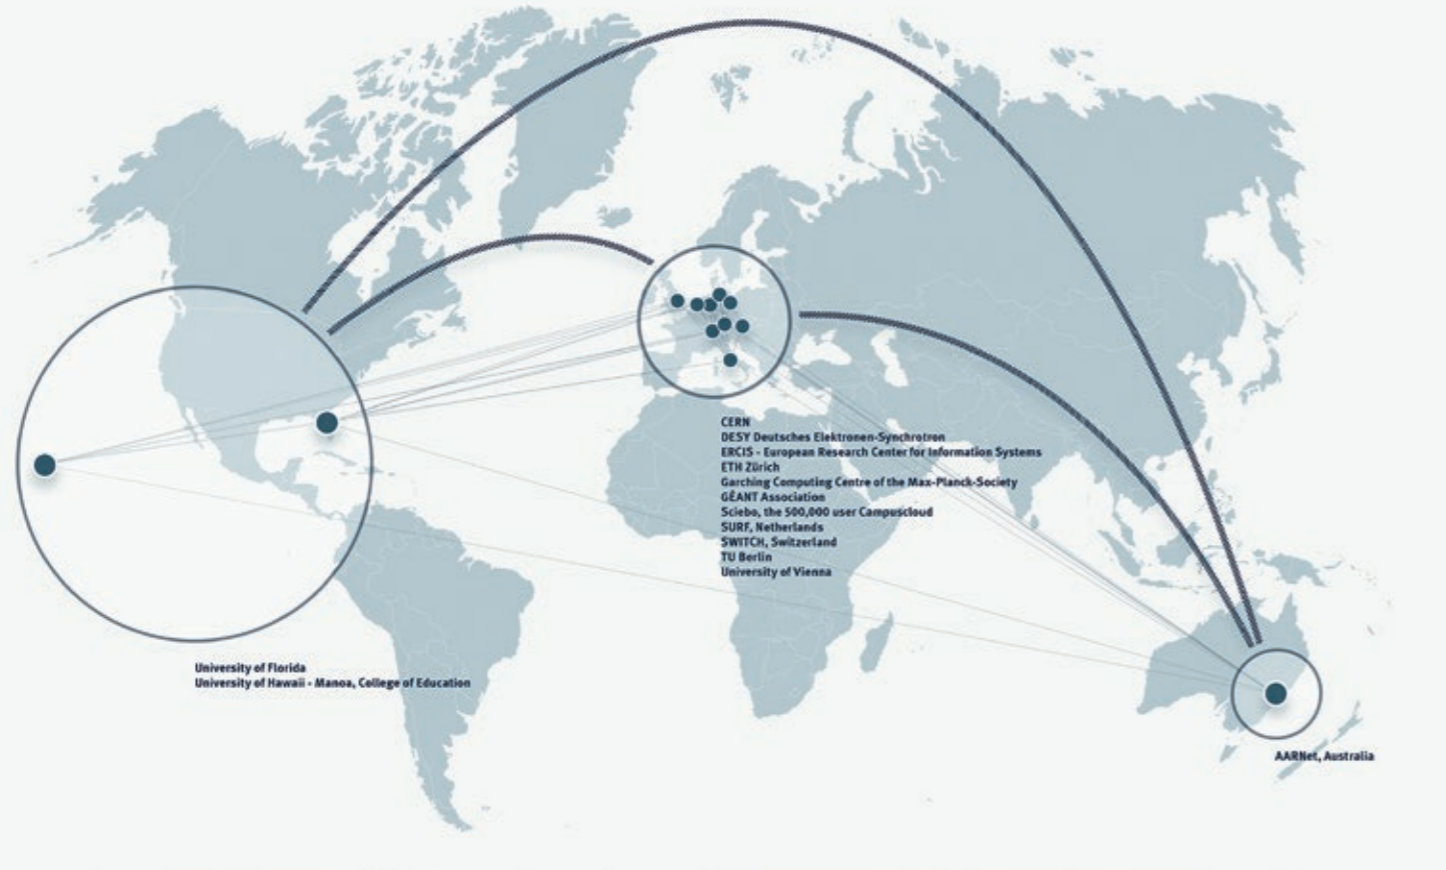 CERN
DESY Deutsches Elektronen-Synchrotron
ERCIS - European Research Center for Information Systems
ETH Zürich
Garching Computing Centre of the Max-Planck-Society
GÉANT Association
Sciebo, the 500,000 user Campuscloud
SURF, Netherlands
SWITCH, Switzerland
TU Berlin
University of Vienna
University of Florida
University of Hawaii - Manoa, College of Education
AARNet, Australia